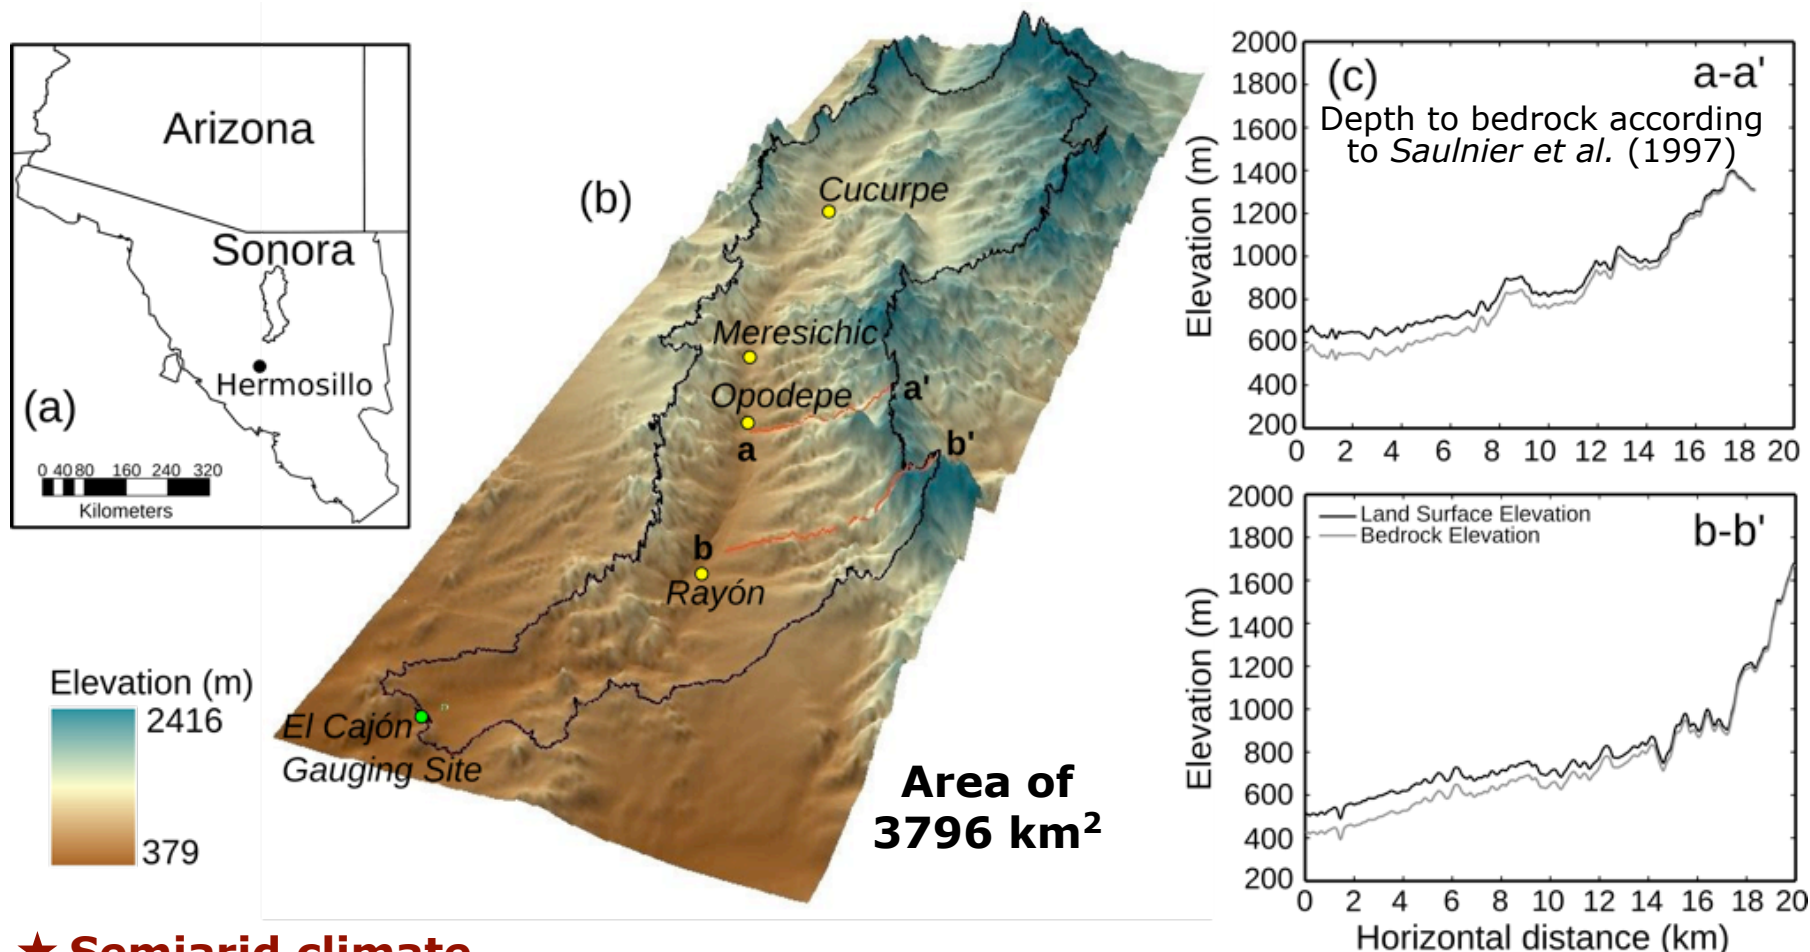 Arizona
Sonora
Hermosillo
(a)
0 40 80 160 240 320
Kilometers
(b)
Cucurpe
Meresichic
Opodepe
a
a'
b'
b
Rayón
El Cajón
Gauging Site
Elevation (m)
2416
379
Area of
3796 km²
(c)
a-a'
Depth to bedrock according
to Saulnier et al. (1997)
Elevation (m)
2000
1800
1600
1400
1200
1000
800
600
400
200
0 2 4 6 8 10 12 14 16 18 20
b-b'
Land Surface Elevation
Bedrock Elevation
Elevation (m)
2000
1800
1600
1400
1200
1000
800
600
400
200
0 2 4 6 8 10 12 14 16 18 20
Horizontal distance (km)
★ Semiarid climate